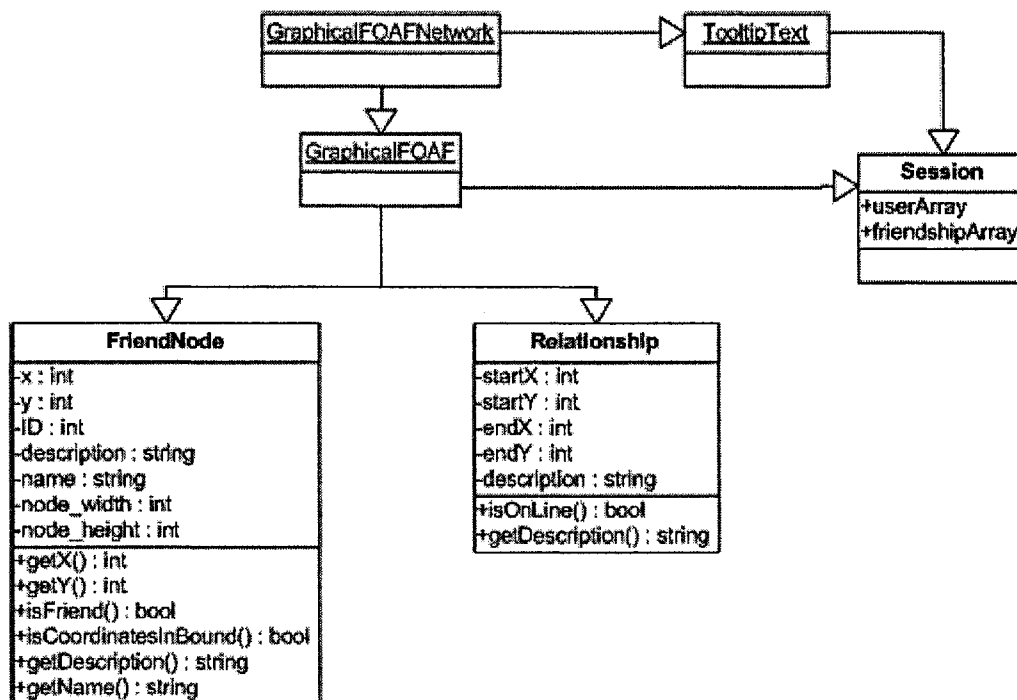 GraphicalFOAFNetwork
TooltipText
GraphicalFOAF
Session
+userArray
+friendshipArray
FriendNode
-x : int
-y : int
-ID : int
-description : string
-name : string
-node_width : int
-node_height : int
+getX() : int
+getY() : int
+isFriend() : bool
+isCoordinatesInBound() : bool
+getDescription() : string
+getName() : string
Relationship
-startX : int
-startY : int
-endX : int
-endY : int
-description : string
+isOnLine() : bool
+getDescription() : string